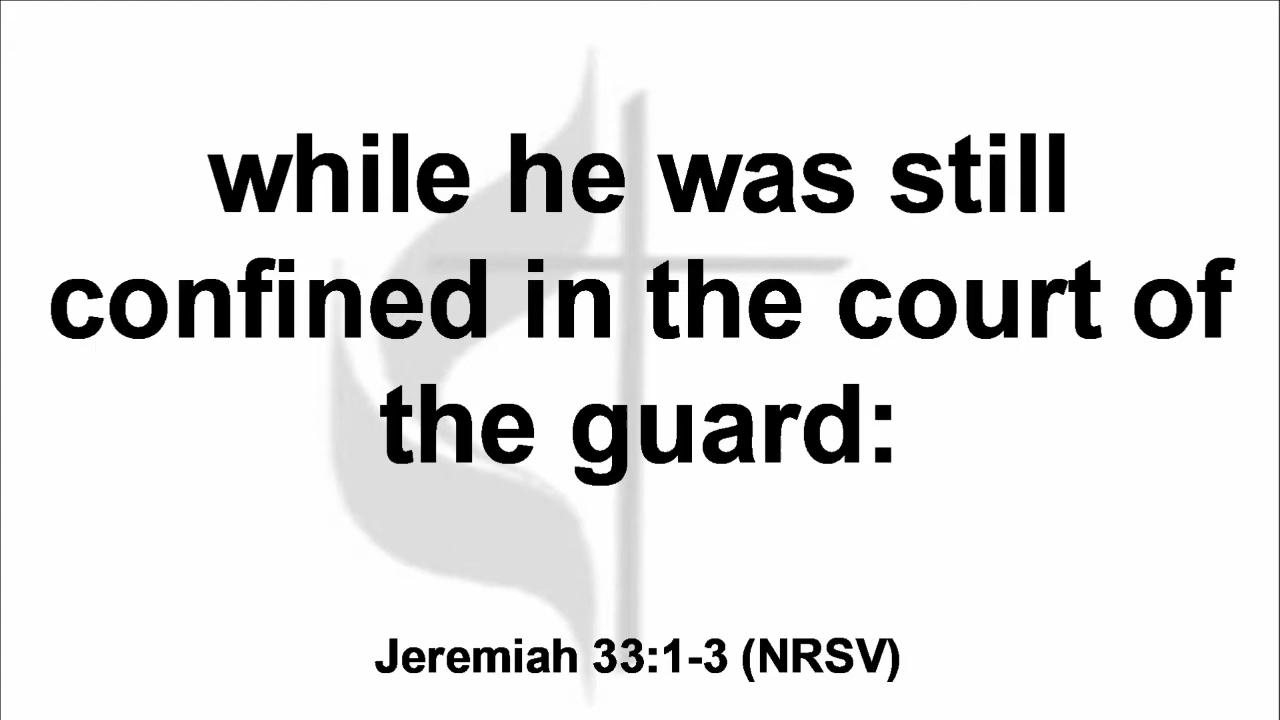 while he was still
confined in the court of
the guard:
Jeremiah 33:1-3 (NRSV)